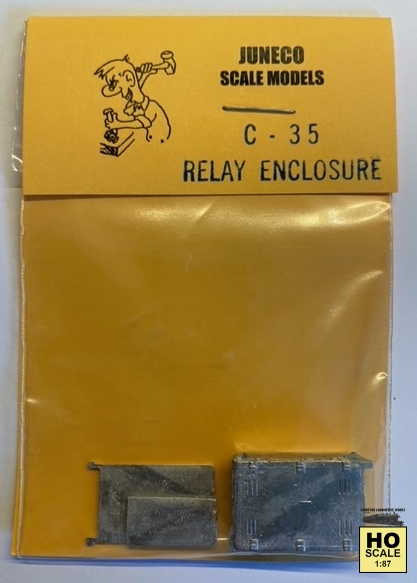 JUNECO
SCALE MODELS
C - 35
RELAY ENCLOSURE
HO
SCALE
1:87